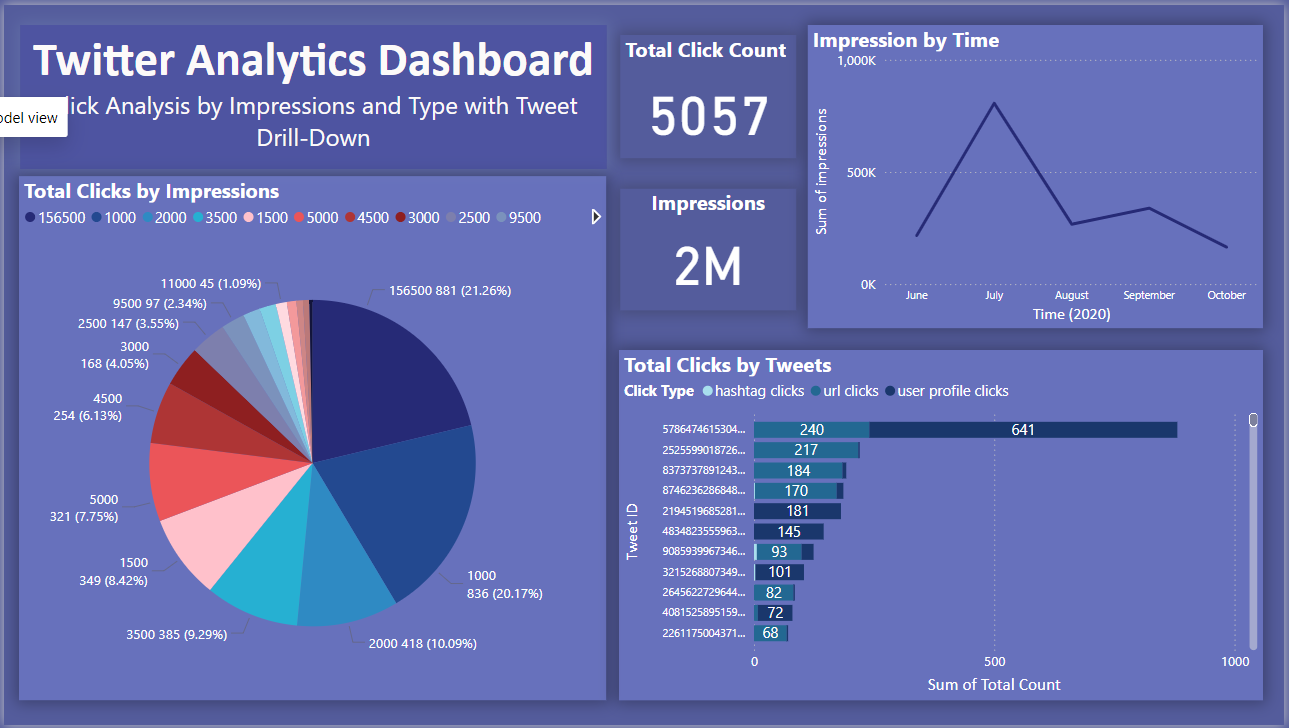 Twitter Analytics Dashboard
lick Analysis by Impressions and Type with Tweet
Drill-Down
odel view
Total Click Count
5057
Impressions
2M
Impression by Time
1,000K
500K
0K
Sum of impressions
June July August September October
Time (2020)
Total Clicks by Impressions
156500 1000 2000 3500 1500 5000 4500 3000 2500 9500
11000 45 (1.09%)
9500 97 (2.34%)
2500 147 (3.55%)
3000
168 (4.05%)
4500
254 (6.13%)
5000
321 (7.75%)
1500
349 (8.42%)
3500 385 (9.29%)
2000 418 (10.09%)
1000
836 (20.17%)
156500 881 (21.26%)
Total Clicks by Tweets
Click Type hashtag clicks url clicks user profile clicks
Tweet ID
5786474615304... 240 641
2525599018726... 217
8373737891243... 184
8746236286848... 170
2194519685281... 181
4834823555963... 145
9085939967346... 93
3215268807349... 101
2645622729644... 82
4081525895159... 72
2261175004371... 68
0 500 1000
Sum of Total Count